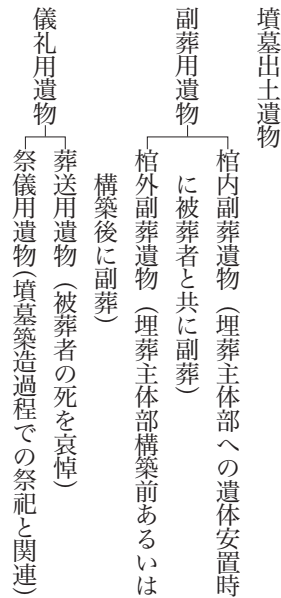 墳墓出土遺物
副葬用遺物
棺内副葬遺物（埋葬主体部への遺体安置時
に被葬者と共に副葬）
棺外副葬遺物（埋葬主体部構築前あるいは
構築後に副葬）
儀礼用遺物
葬送用遺物（被葬者の死を哀悼）
祭儀用遺物（墳墓築造過程での祭祀と関連）